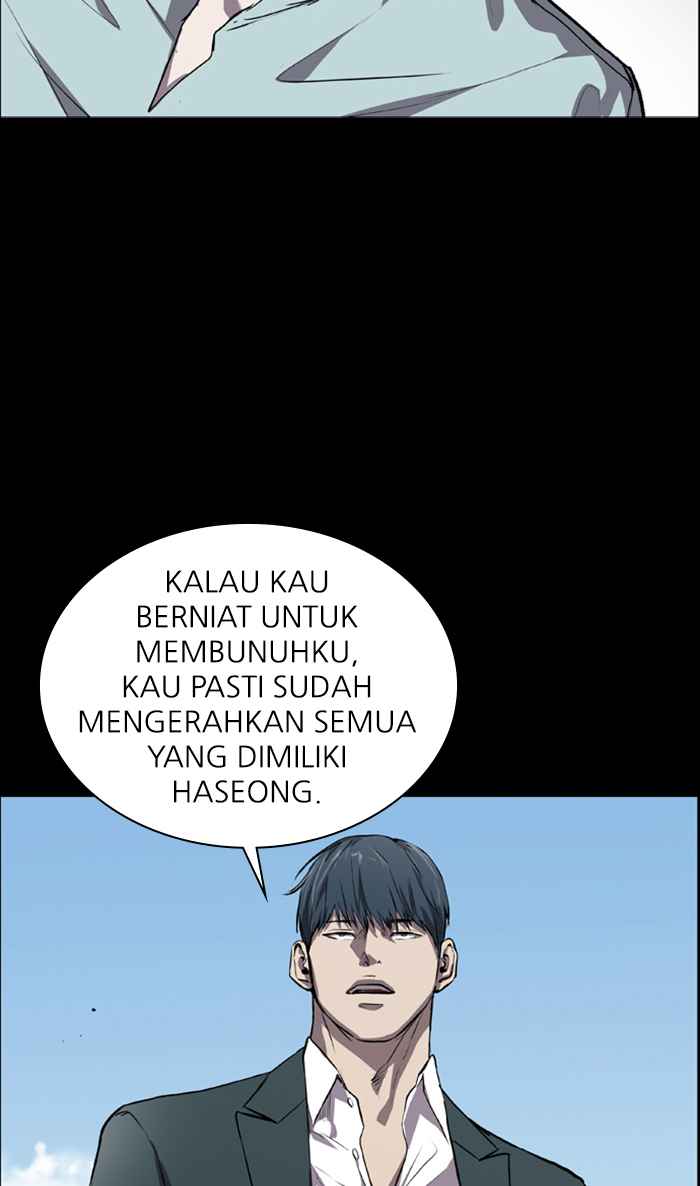 KALAU KAU
BERNIAT UNTUK
MEMBUNUHKU,
KAU PASTI SUDAH
MENGERAHKAN SEMUA
YANG DIMILIKI
HASEONG.